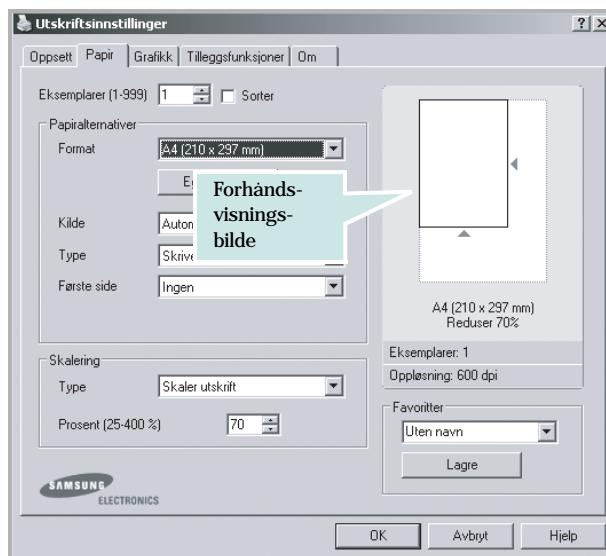 Utskriftsinnstillinger
Oppsett Papir Grafikk Tilleggsfunksjoner Om
Eksemplarer (1-999) 1 Sorter
Papiralternativer
Format A4 (210 x 297 mm)
Forhånds-
visnings-
bilde
Kilde
Type
Første side Ingen
Skalering
Type Skaler utskrift
Prosent (25-400 %) 70
SAMSUNG
ELECTRONICS
A4 (210 x 297 mm)
Reduser 70%
Eksemplarer: 1
Oppløsning: 600 dpi
Favoritter
Uten navn
Lagre
OK Avbryt Hjelp